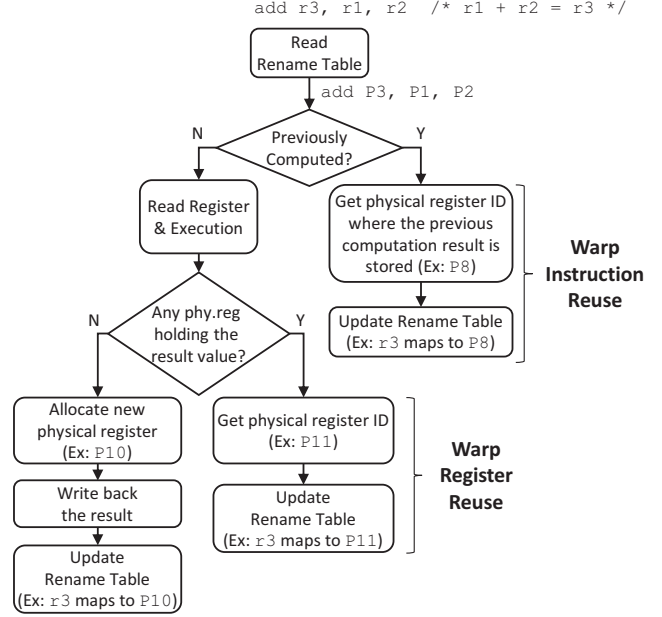 add r3, r1, r2 /* r1 + r2 = r3 */
Read
Rename Table
add P3, P1, P2
N
Previously
Computed?
Y
Read Register
& Execution
Get physical register ID
where the previous
computation result is
stored (Ex: P8)
Update Rename Table
(Ex: r3 maps to P8)
Warp
Instruction
Reuse
N
Any phy.reg
holding the
result value?
Y
Allocate new
physical register
(Ex: P10)
Write back
the result
Update
Rename Table
(Ex: r3 maps to P10)
Get physical register ID
(Ex: P11)
Update
Rename Table
(Ex: r3 maps to P11)
Warp
Register
Reuse